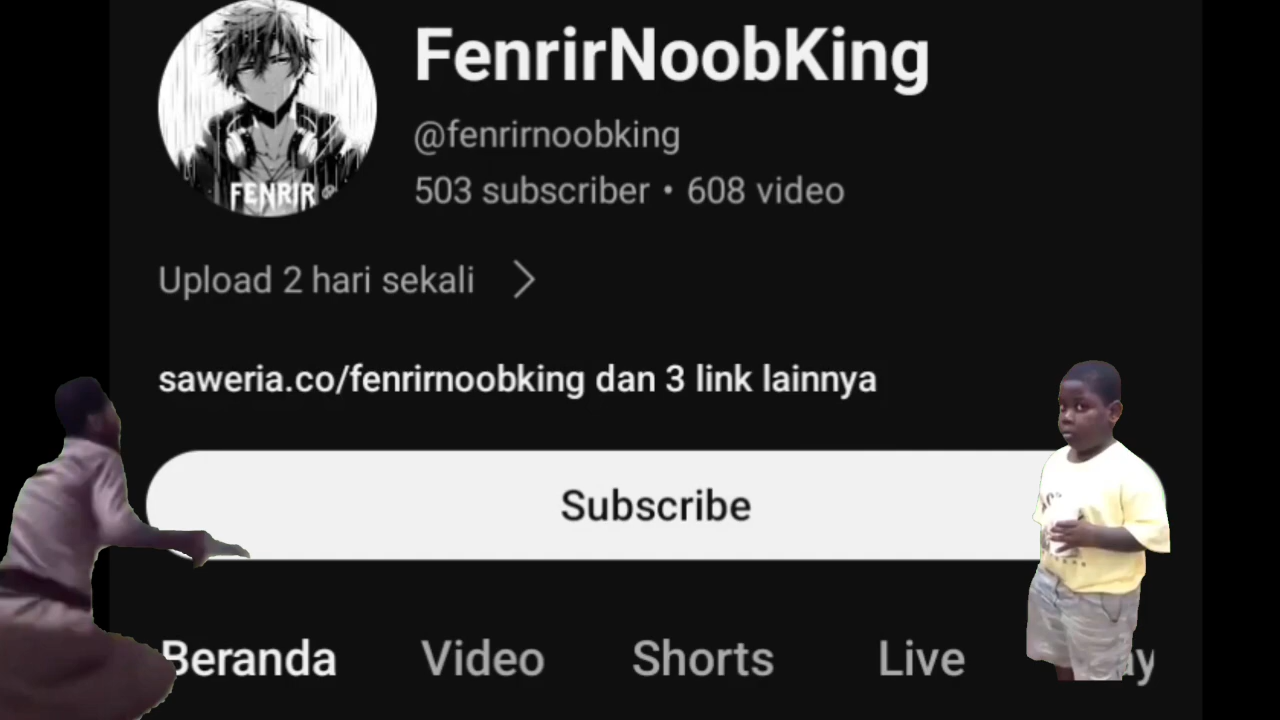 FENRIR
FenrirNoobKing
@fenrirnoobking
503 subscriber • 608 video
Upload 2 hari sekali
saweria.co/fenrirnoobking dan 3 link lainnya
Subscribe
Beranda Video Shorts Live